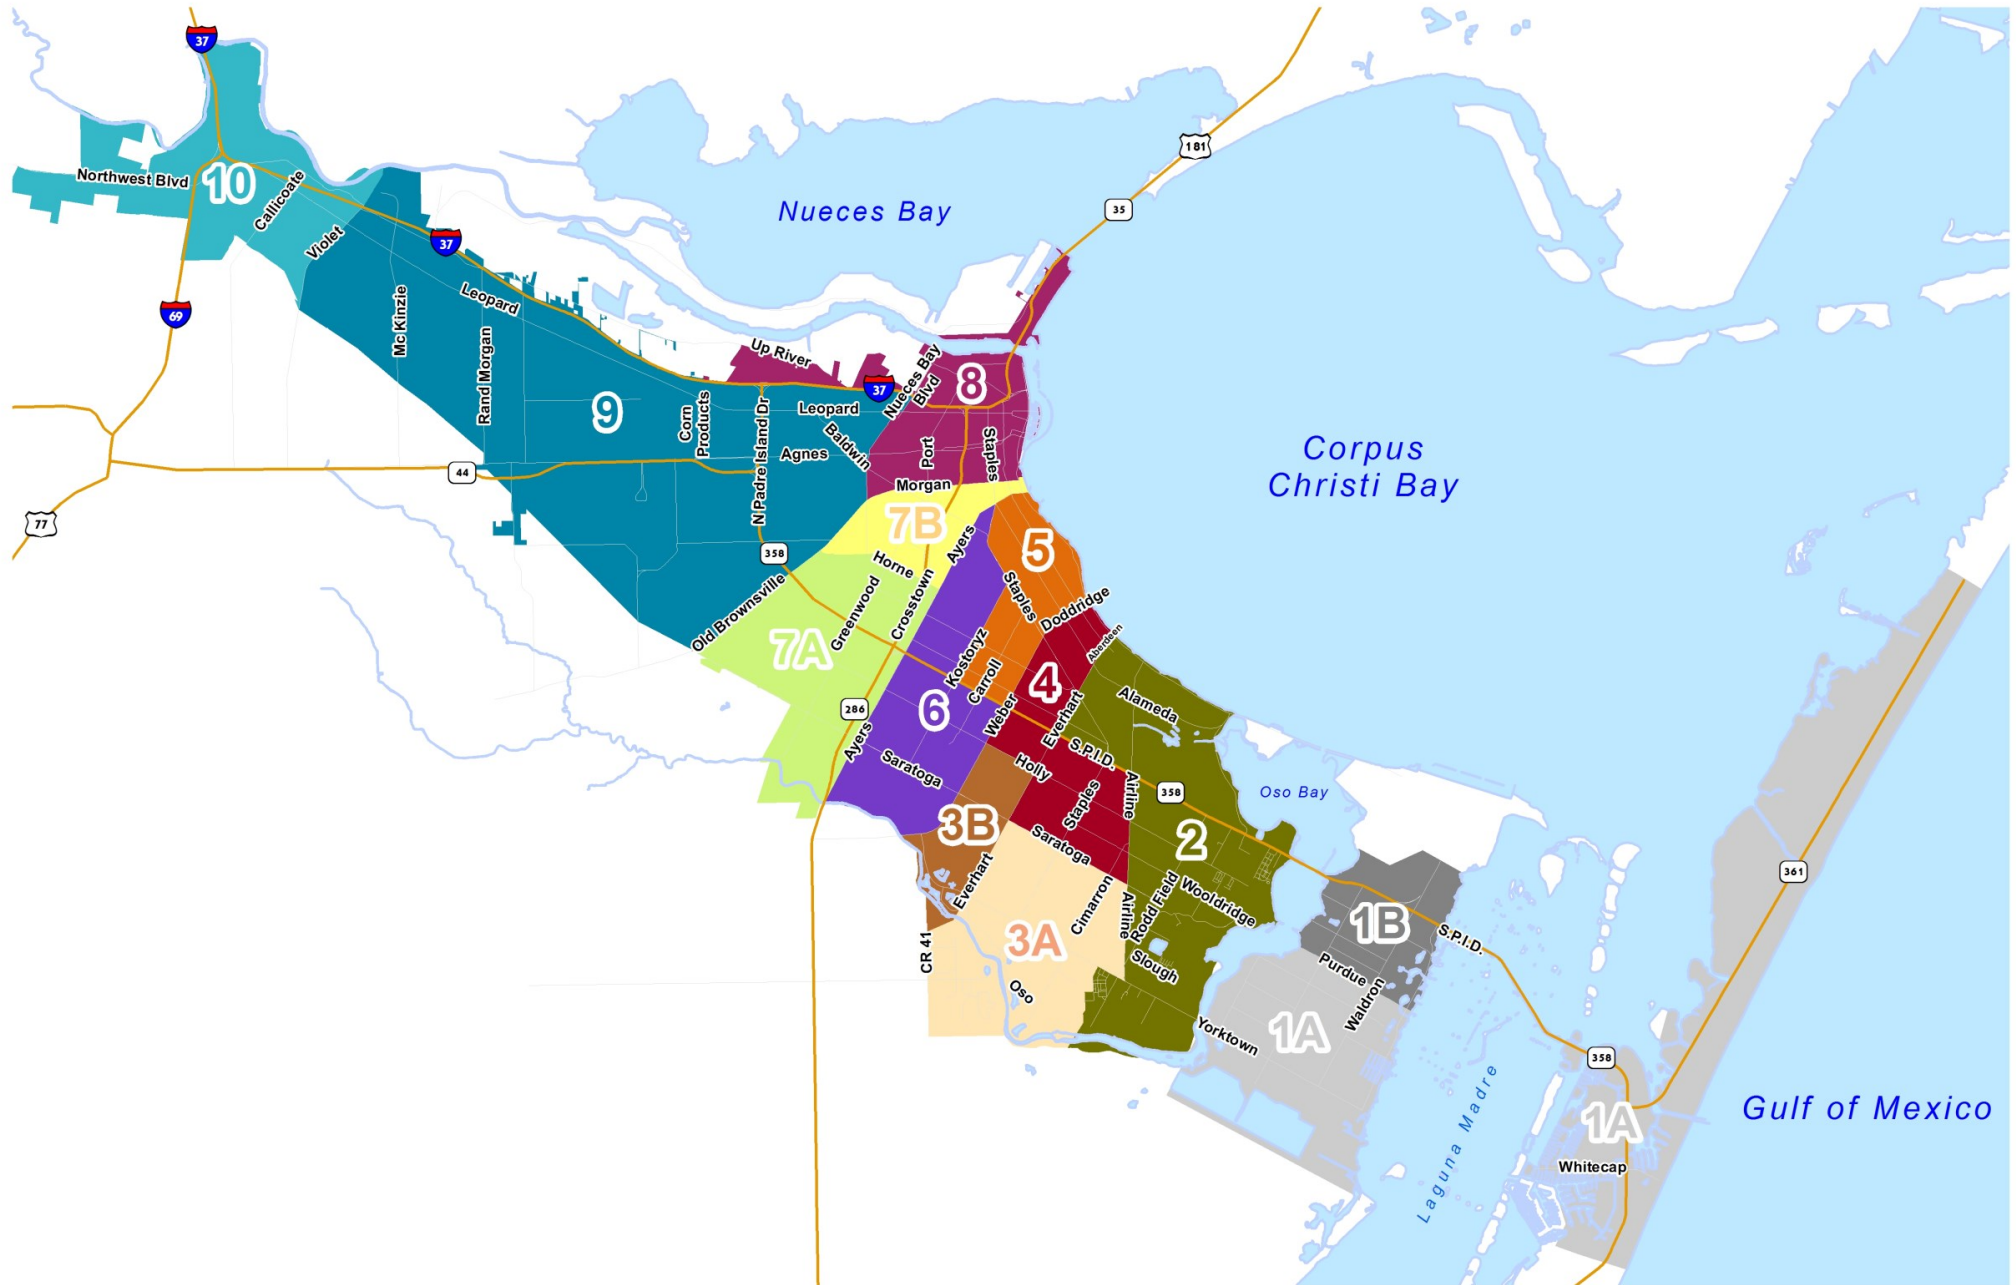 37
181
Northwest Blvd
10
Callicoate
Violet
Nueces Bay
35
37
69
Leopard
Mc Kinzie
Rand Morgan
Up River
Nueces Bay
Blvd
8
37
9
Corn
Products
N Padre Island Dr
Leopard
Baldwin
Agnes
Port
Staples
Corpus
Christi Bay
44
Morgan
77
7B
5
358
Ayers
Horne
Staples
Doddridge
Old Brownsville
Greenwood
Crosstown
7A
Kostoryz
Carroll
Aberdeen
4
6
286
Weber
Everhart
Alameda
Ayers
Saratoga
S.P.I.D.
Holly
Staples
Airline
358
Oso Bay
3B
Saratoga
2
361
Everhart
Cimarron
Airline
Rodd Field
Wooldridge
1B
S.P.I.D.
CR 41
3A
Slough
Purdue
Waldron
Oso
Yorktown
1A
358
Laguna Madre
1A
Gulf of Mexico
Whitecap